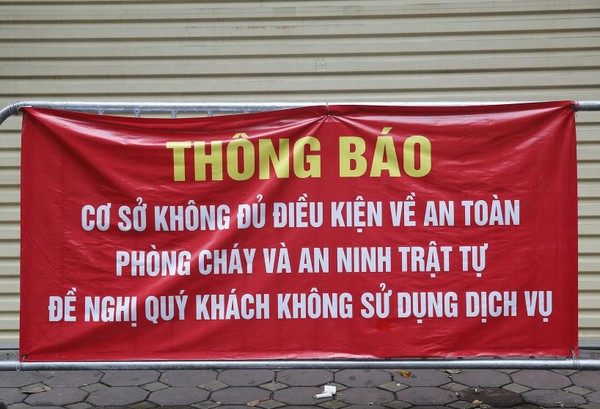 THÔNG BÁO
CƠ SỞ KHÔNG ĐỦ ĐIỀU KIỆN VỀ AN TOÀN
PHÒNG CHÁY VÀ AN NINH TRẬT TỰ
ĐỀ NGHỊ QUÝ KHÁCH KHÔNG SỬ DỤNG DỊCH VỤ